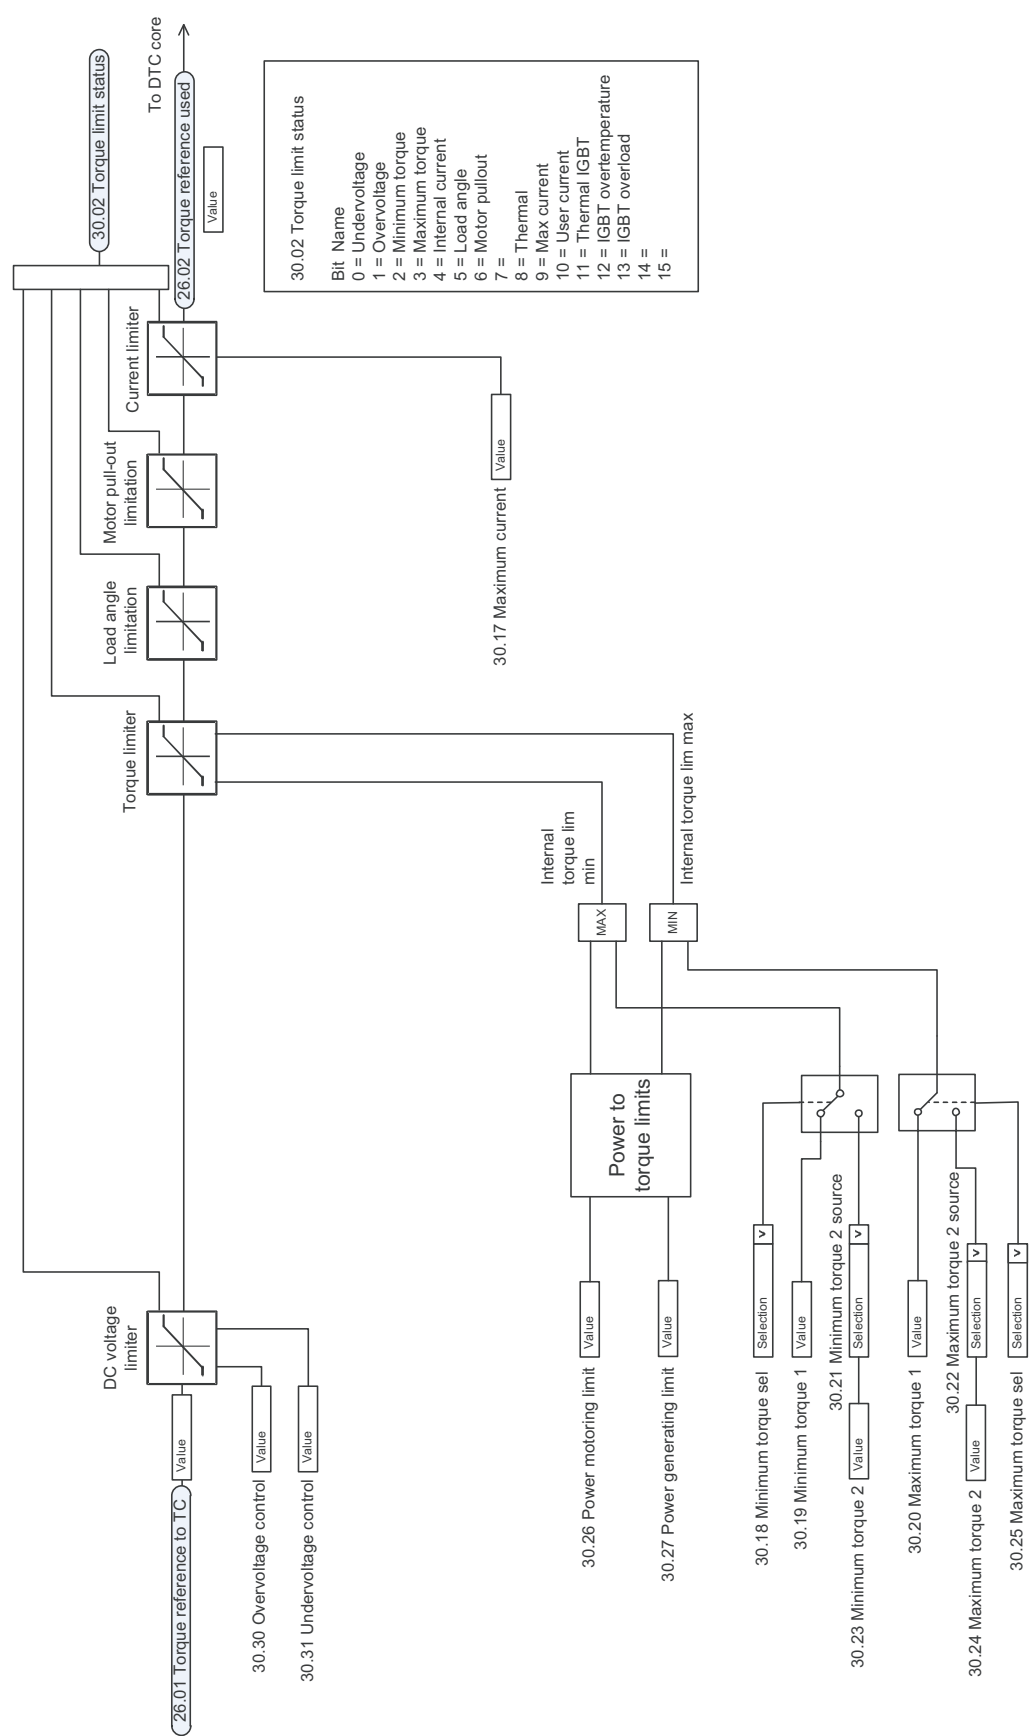 30.02 Torque limit status
To DTC core
26.02 Torque reference used
Value
Current limiter
Motor pull-out
limitation
Load angle
limitation
Torque limiter
DC voltage
limiter
Value
26.01 Torque reference to TC
30.30 Overvoltage control
Value
30.31 Undervoltage control
Value
30.02 Torque limit status
Bit Name
0 = Undervoltage
1 = Overvoltage
2 = Minimum torque
3 = Maximum torque
4 = Internal current
5 = Load angle
6 = Motor pullout
7 =
8 = Thermal
9 = Max current
10 = User current
11 = Thermal IGBT
12 = IGBT overtemperature
13 = IGBT overload
14 =
15 =
30.17 Maximum current
Value
Internal
torque lim
min
MAX
Internal torque lim max
MIN
Power to
torque limits
30.26 Power motoring limit
Value
30.27 Power generating limit
Value
30.18 Minimum torque sel
Selection
v
30.19 Minimum torque 1
Value
30.21 Minimum torque 2 source
30.23 Minimum torque 2
Value
Selection
v
30.20 Maximum torque 1
Value
30.22 Maximum torque 2 source
30.24 Maximum torque 2
Value
Selection
v
30.25 Maximum torque sel
Selection
v